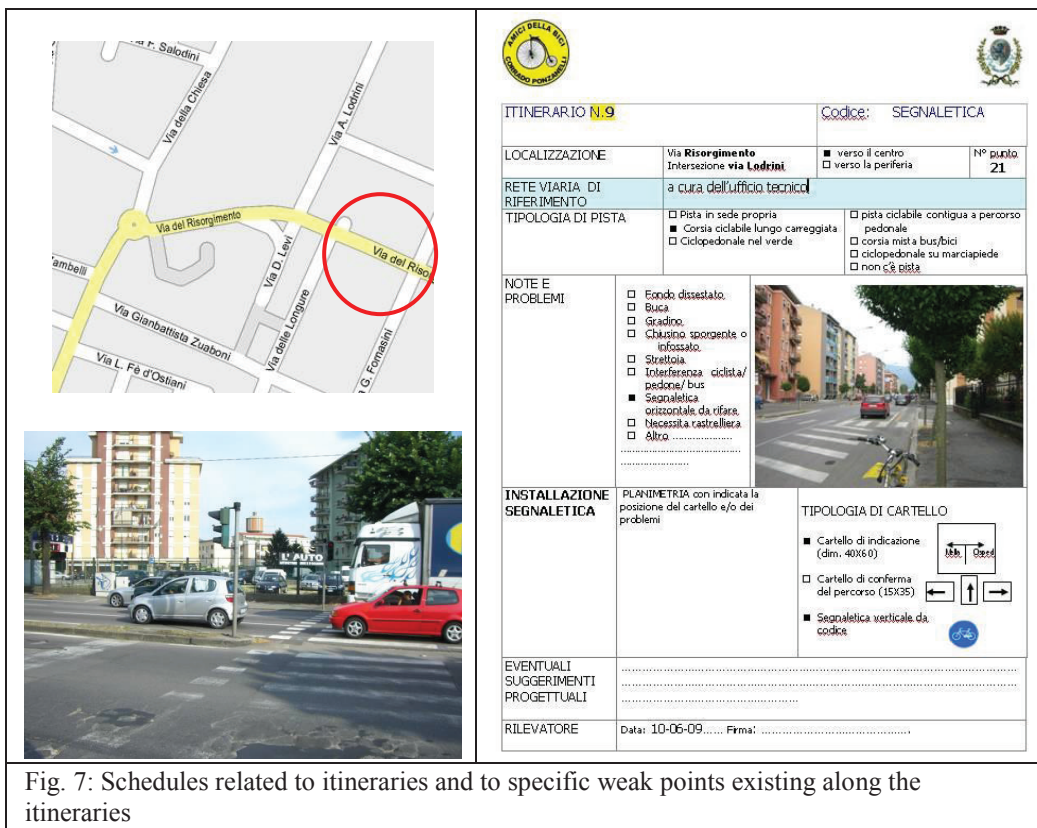 Via F. Salodini
Via della Chiesa
Via A. Lodrini
Via del Risorgimento
Via D. Levi
Via del Riso
Zambelli
Via Gianbattista Zuaboni
Via delle Longure
Via G. Fornasini
Via L. Fè d'Ostiani
L'AUTO
AMICI DELLA BICI
CORRADO PONZANELLI
ITINERARIO N.9
Codice: SEGNALETICA
LOCALIZZAZIONE
Via Risorgimento
Intersezione via Lodrini
■ verso il centro
□ verso la periferia
N° punto
21
RETE VIARIA DI
RIFERIMENTO
a cura dell'ufficio tecnico
TIPOLOGIA DI PISTA
□ Pista in sede propria
■ Corsia ciclabile lungo carreggiata
□ Ciclopedonale nel verde
□ pista ciclabile contigua a percorso
pedonale
□ corsia mista bus/bici
□ ciclopedonale su marciapiede
□ non c'è pista
NOTE E
PROBLEMI
□ Fondo dissestato
□ Buca
□ Gradino
□ Chiusino sporgente o
infossato
□ Strettoia
□ Interferenza ciclista/
pedone/ bus
■ Segnaletica
orizzontale da rifare
□ Necessita rastrelliera
□ Altro .....................
..........................................
........................
INSTALLAZIONE
SEGNALETICA
PLANIMETRIA con indicata la
posizione del cartello e/o dei
problemi
TIPOLOGIA DI CARTELLO
■ Cartello di indicazione
(dim. 40X60)
Mella Osped
□ Cartello di conferma
del percorso (15X35)
■ Segnaletica verticale da
codice
EVENTUALI
SUGGERIMENTI
PROGETTUALI
RILEVATORE
Data: 10-06-09...... Firma: ..........................................
Fig. 7: Schedules related to itineraries and to specific weak points existing along the
itineraries